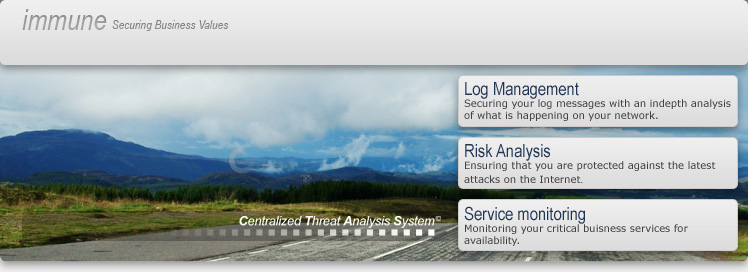 immune Securing Business Values
Log Management
Securing your log messages with an indepth analysis
of what is happening on your network.
Risk Analysis
Ensuring that you are protected against the latest
attacks on the Internet.
Centralized Threat Analysis System©
Service monitoring
Monitoring your critical buisness services for
availability.